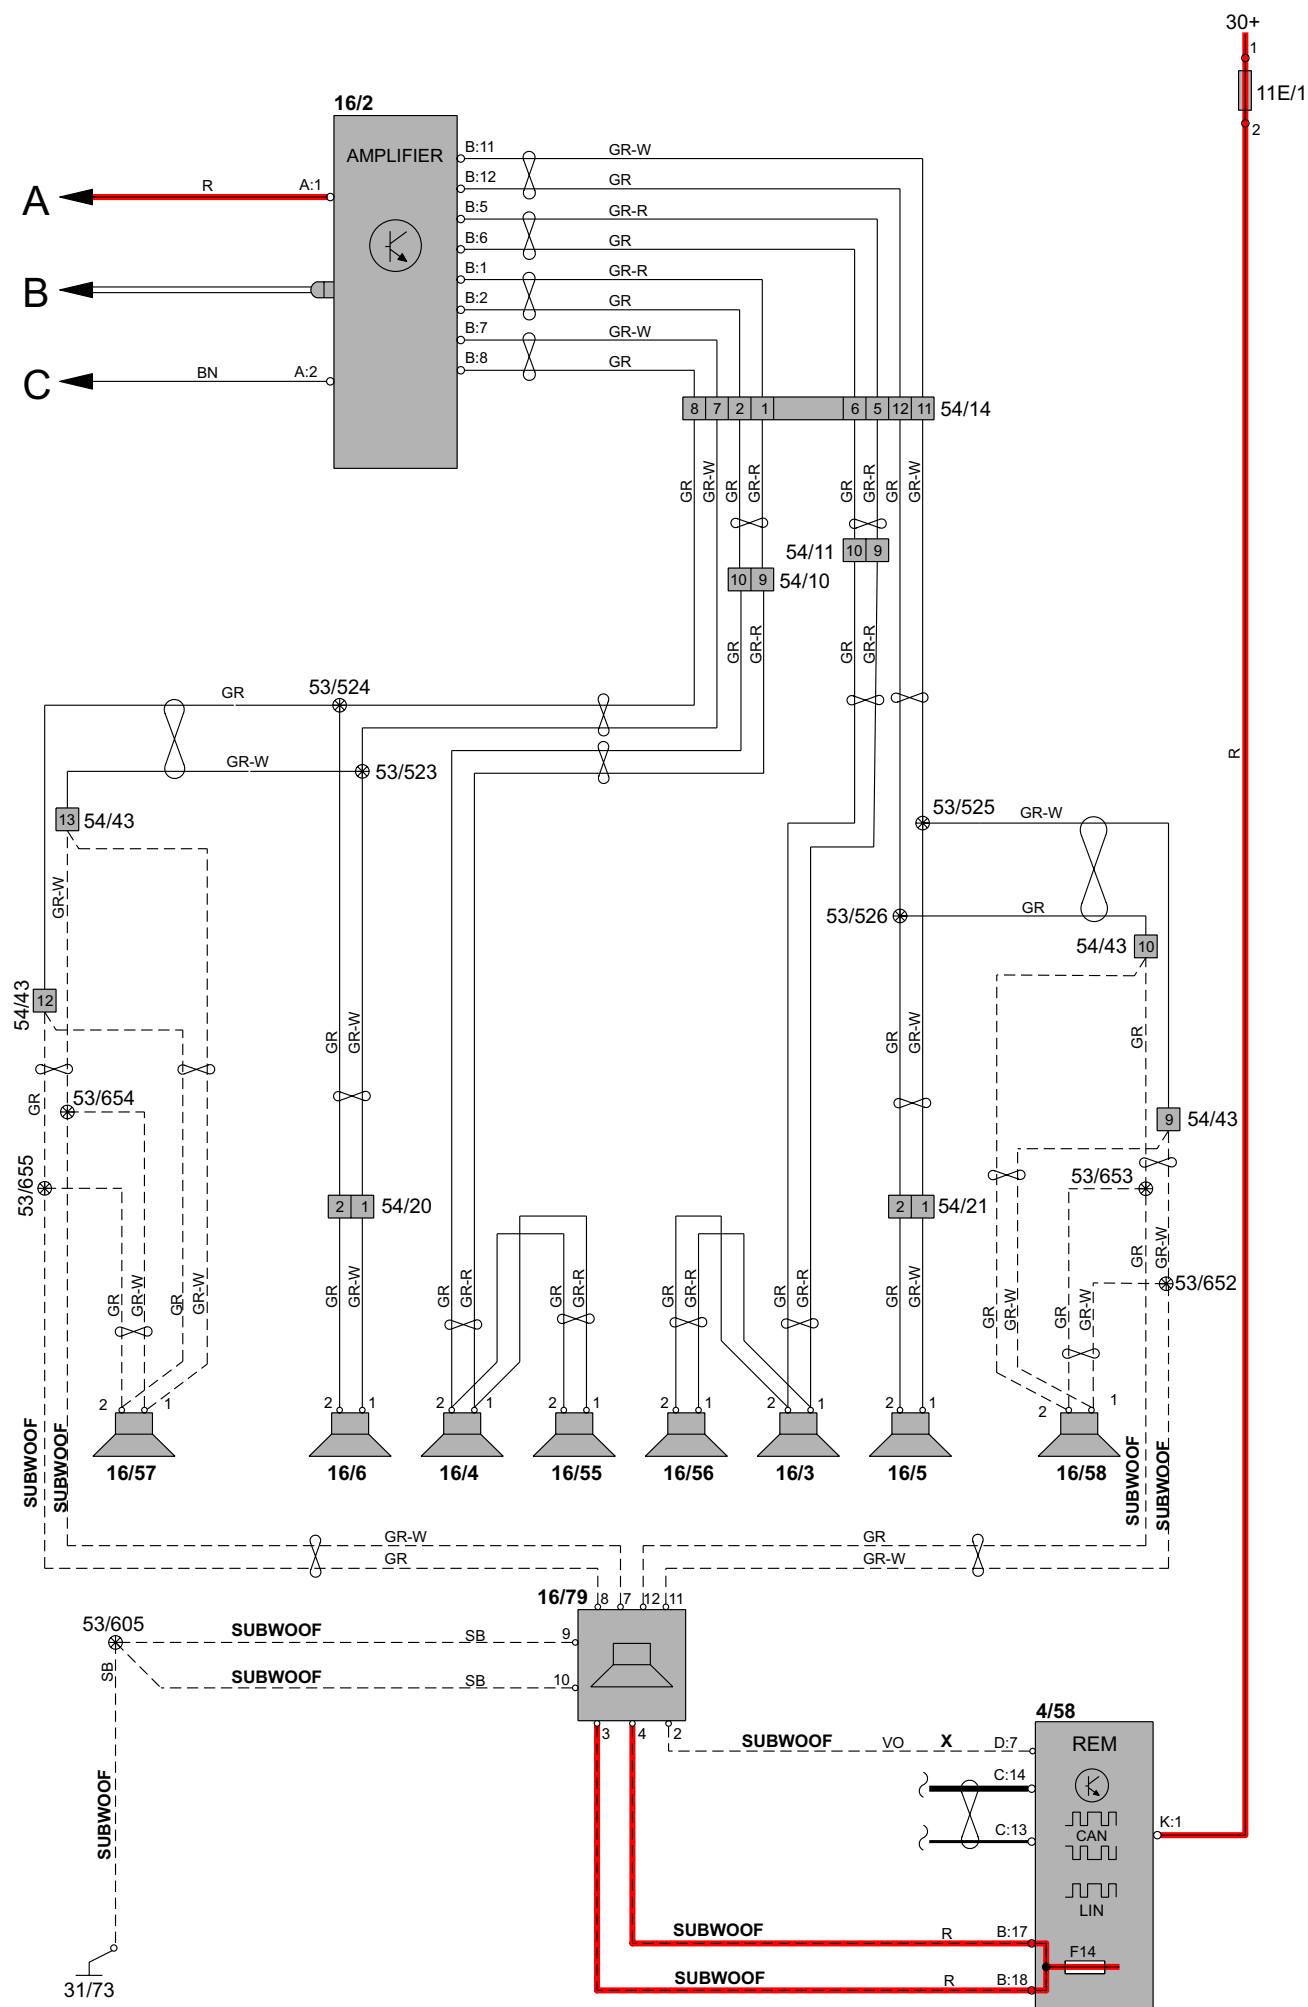 30+
1
11E/1
2
16/2
AMPLIFIER
A
R
A:1
B
C
BN
A:2
B:11
GR-W
B:12
GR
B:5
GR-R
B:6
GR
B:1
GR-R
B:2
GR
B:7
GR-W
B:8
GR
8 7 2 1 6 5 12 11
54/14
GR GR-W GR GR-R GR GR-R GR GR-W
54/11
10 9
10 9
54/10
GR GR-R GR GR-R
GR
53/524
GR-W
53/523
R
13
54/43
53/525
GR-W
GR-W
53/526
GR
54/43
10
54/43
12
GR GR-W
GR GR-W
GR
GR
53/654
9
54/43
53/655
53/653
2 1
54/20
2 1
54/21
GR GR-W
53/652
GR GR-W GR GR-W
GR GR-W
GR GR-R
GR GR-R
GR GR-R
GR GR-R
GR GR-W
GR GR-W
GR GR-W
2 1
2 1
2 1
2 1
2 1
2 1
2 1
2 1
16/57
16/6
16/4
16/55
16/56
16/3
16/5
16/58
SUBWOOF
SUBWOOF
SUBWOOF
SUBWOOF
GR-W
GR
GR
GR-W
16/79
8 7 12 11
53/605
SUBWOOF
SB
9
SUBWOOF
SB
10
SB
3 4 2
SUBWOOF
VO
X
D:7
4/58
REM
C:14
C:13
CAN
LIN
K:1
SUBWOOF
SUBWOOF
R
B:17
F14
SUBWOOF
R
B:18
31/73